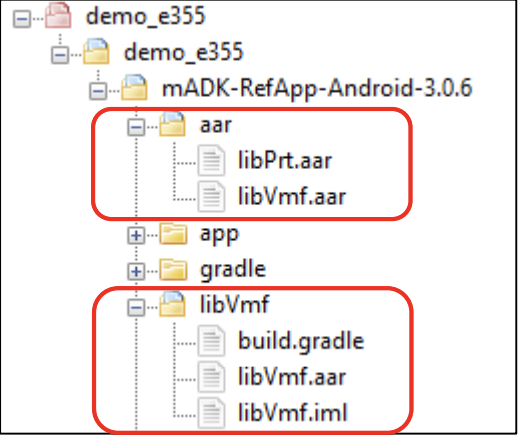 demo_e355
demo_e355
mADK-RefApp-Android-3.0.6
aar
libPrt.aar
libVmf.aar
app
gradle
libVmf
build.gradle
libVmf.aar
libVmf.iml